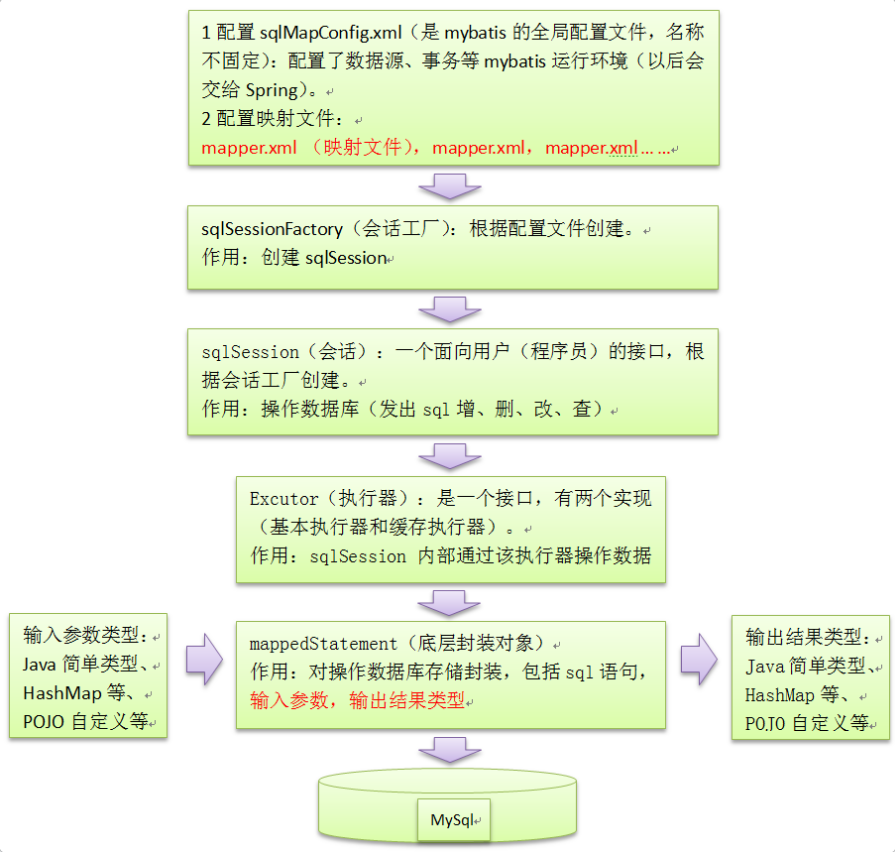 1 配置 sqlMapConfig.xml（是 mybatis 的全局配置文件，名称
不固定）：配置了数据源、事务等 mybatis 运行环境（以后会
交给 Spring）。
2 配置映射文件：
mapper.xml （映射文件），mapper.xml，mapper.xml... ...
sqlSessionFactory（会话工厂）：根据配置文件创建。
作用：创建 sqlSession
sqlSession（会话）：一个面向用户（程序员）的接口，根
据会话工厂创建。
作用：操作数据库（发出 sql 增、删、改、查）
Excutor（执行器）：是一个接口，有两个实现
（基本执行器和缓存执行器）。
作用：sqlSession 内部通过该执行器操作数据
输入参数类型：
Java 简单类型、
HashMap 等、
POJO 自定义等
mappedStatement（底层封装对象）
作用：对操作数据库存储封装，包括 sql 语句，
输入参数，输出结果类型
输出结果类型：
Java 简单类型、
HashMap 等、
POJO 自定义等
MySql